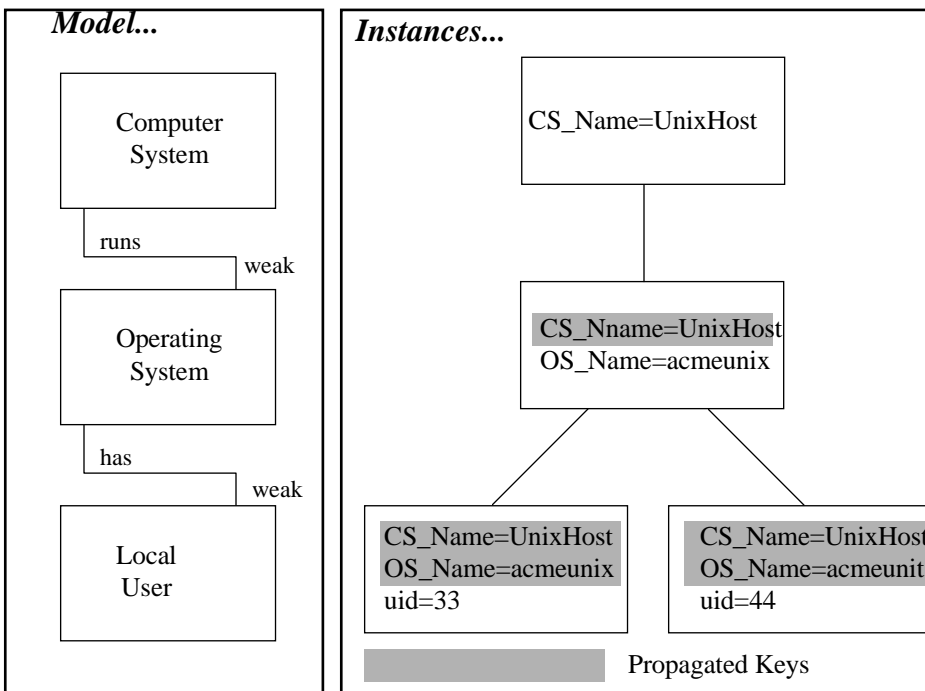 Model...
Computer
System
runs
weak
Operating
System
has
weak
Local
User
Instances...
CS_Name=UnixHost
CS_Nname=UnixHost
OS_Name=acmeunix
CS_Name=UnixHost
OS_Name=acmeunix
uid=33
CS_Name=UnixHost
OS_Name=acmeunit
uid=44
Propagated Keys